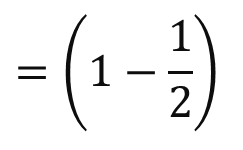 = (1 − 1/2)